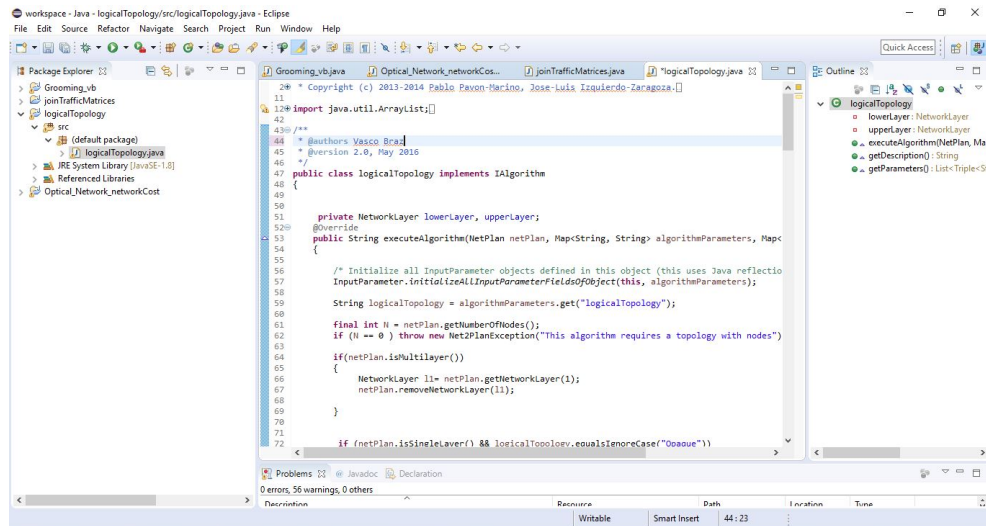 workspace - Java - logicalTopology/src/logicalTopology.java - Eclipse
File Edit Source Refactor Navigate Search Project Run Window Help
Quick Access
Package Explorer
Grooming_vb
joinTrafficMatrices
logicalTopology
src
(default package)
logicalTopology.java
JRE System Library [JavaSE-1.8]
Referenced Libraries
Optical_Network_networkCost
Grooming_vb.java Optical_Network_networkCos... joinTrafficMatrices.java *logicalTopology.java
2 * Copyright (c) 2013-2014 Pablo Pavon-Marino, Jose-Luis Izquierdo-Zaragoza.
11
12 import java.util.ArrayList;
42
43 /**
44 * @authors Vasco Braz
45 * @version 2.0, May 2016
46 */
47 public class logicalTopology implements IAlgorithm
48 {
49
50
51 private NetworkLayer lowerLayer, upperLayer;
52 @Override
53 public String executeAlgorithm(NetPlan netPlan, Map<String, String> algorithmParameters, Map<
54 {
55
56 /* Initialize all InputParameter objects defined in this object (this uses Java reflectio
57 InputParameter.initializeAllInputParameterFieldsOfObject(this, algorithmParameters);
58
59 String logicalTopology = algorithmParameters.get("logicalTopology");
60
61 final int N = netPlan.getNumberOfNodes();
62 if (N == 0 ) throw new Net2PlanException("This algorithm requires a topology with nodes")
63
64 if(netPlan.isMultilayer())
65 {
66 NetworkLayer l1= netPlan.getNetworkLayer(1);
67 netPlan.removeNetworkLayer(l1);
68
69 }
70
71
72 if (netPlan.isSingleLayer() && logicalTopology.equalsIgnoreCase("Opaque"))
Outline
logicalTopology
lowerLayer : NetworkLayer
upperLayer : NetworkLayer
executeAlgorithm(NetPlan, Ma
getDescription() : String
getParameters() : List<Triple<S
Problems Javadoc Declaration
0 errors, 56 warnings, 0 others
Description Resource Path Location Type
Writable Smart Insert 44 : 23